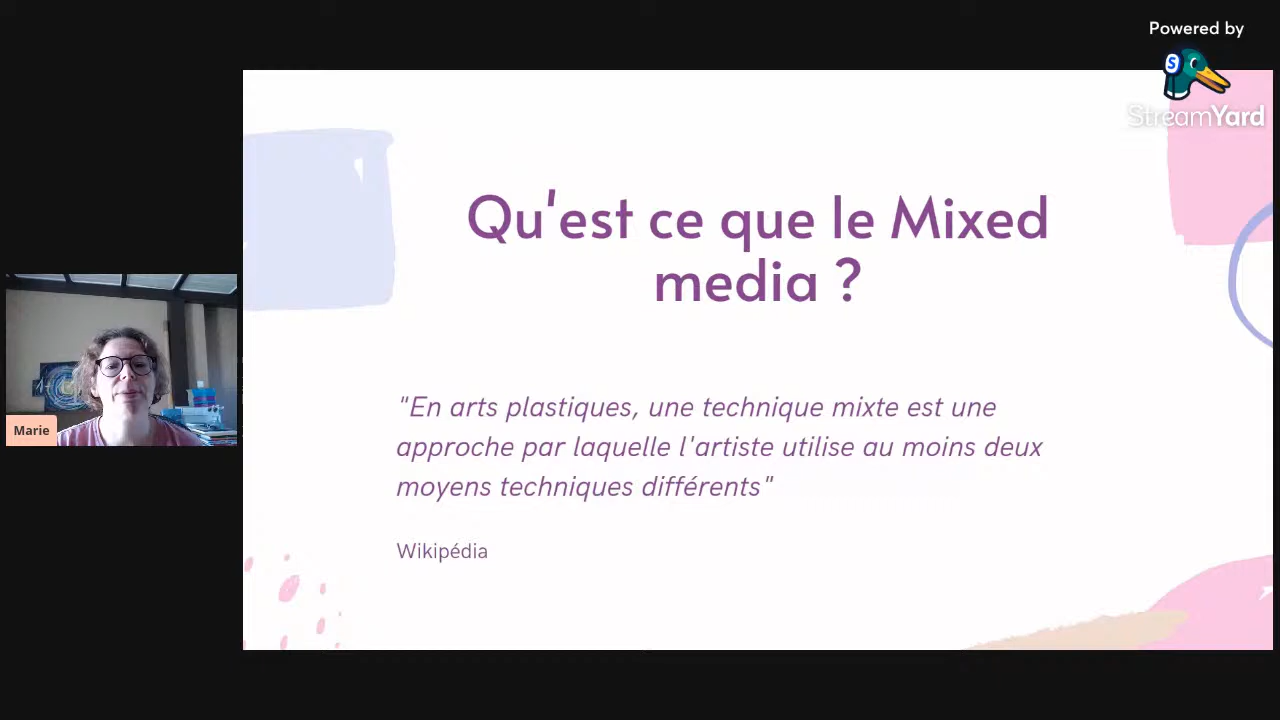 Powered by
StreamYard
Qu'est ce que le Mixed
media ?
"En arts plastiques, une technique mixte est une
approche par laquelle l'artiste utilise au moins deux
moyens techniques différents"
Wikipédia
Marie